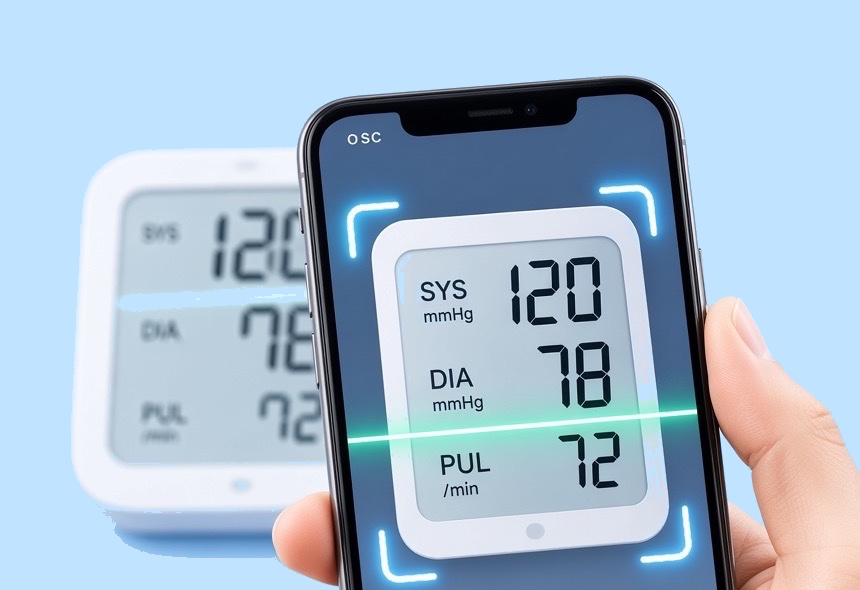 OSC
SYS 120
mmHg
DIA 78
mmHg
PUL 72
/min
SYS 120
DIA 78
PUL 72
/min